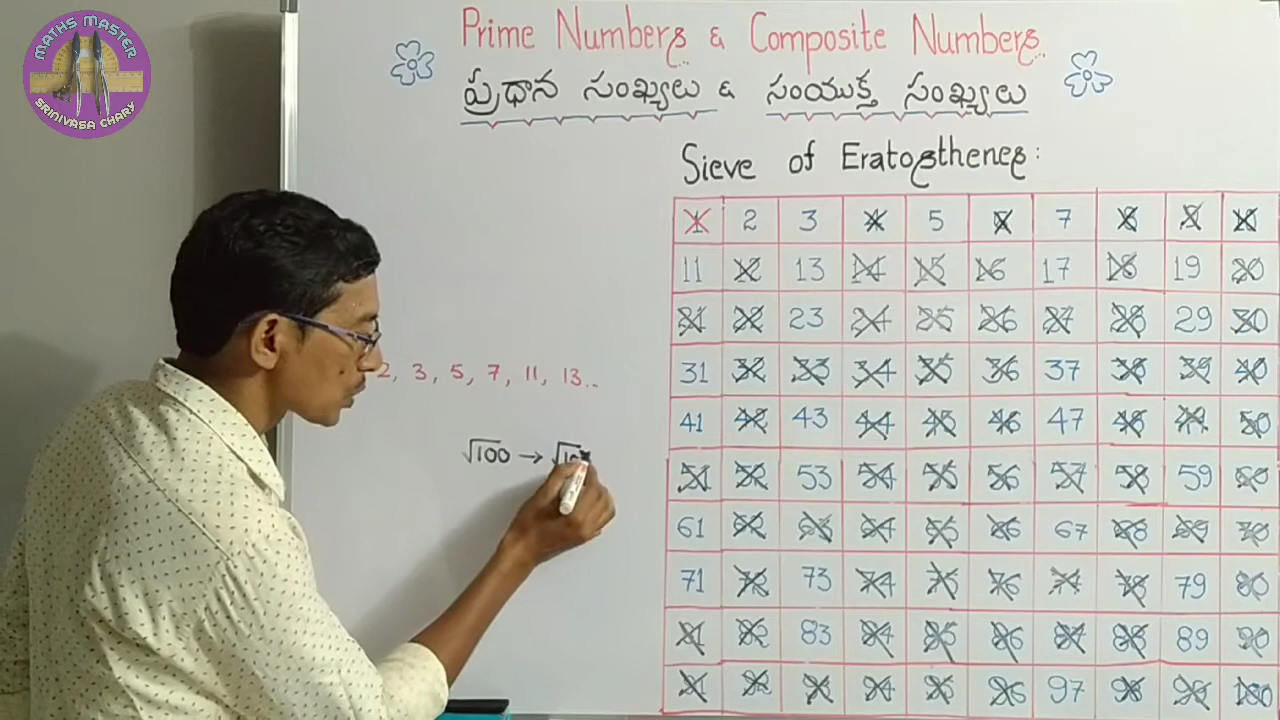 MATHS MASTER
SRINIVASA CHARY
Prime Numbers & Composite Numbers
ప్రధాన సంఖ్యలు & సంయుక్త సంఖ్యలు
Sieve of Eratosthenes:
1 2 3 4 5 6 7 8 9 10
11 12 13 14 15 16 17 18 19 20
21 22 23 24 25 26 27 28 29 30
31 32 33 34 35 36 37 38 39 40
2, 3, 5, 7, 11, 13..
41 42 43 44 45 46 47 48 49 50
√100 → √10
51 52 53 54 55 56 57 58 59 60
61 62 63 64 65 66 67 68 69 70
71 72 73 74 75 76 77 78 79 80
81 82 83 84 85 86 87 88 89 90
91 92 93 94 95 96 97 98 99 100